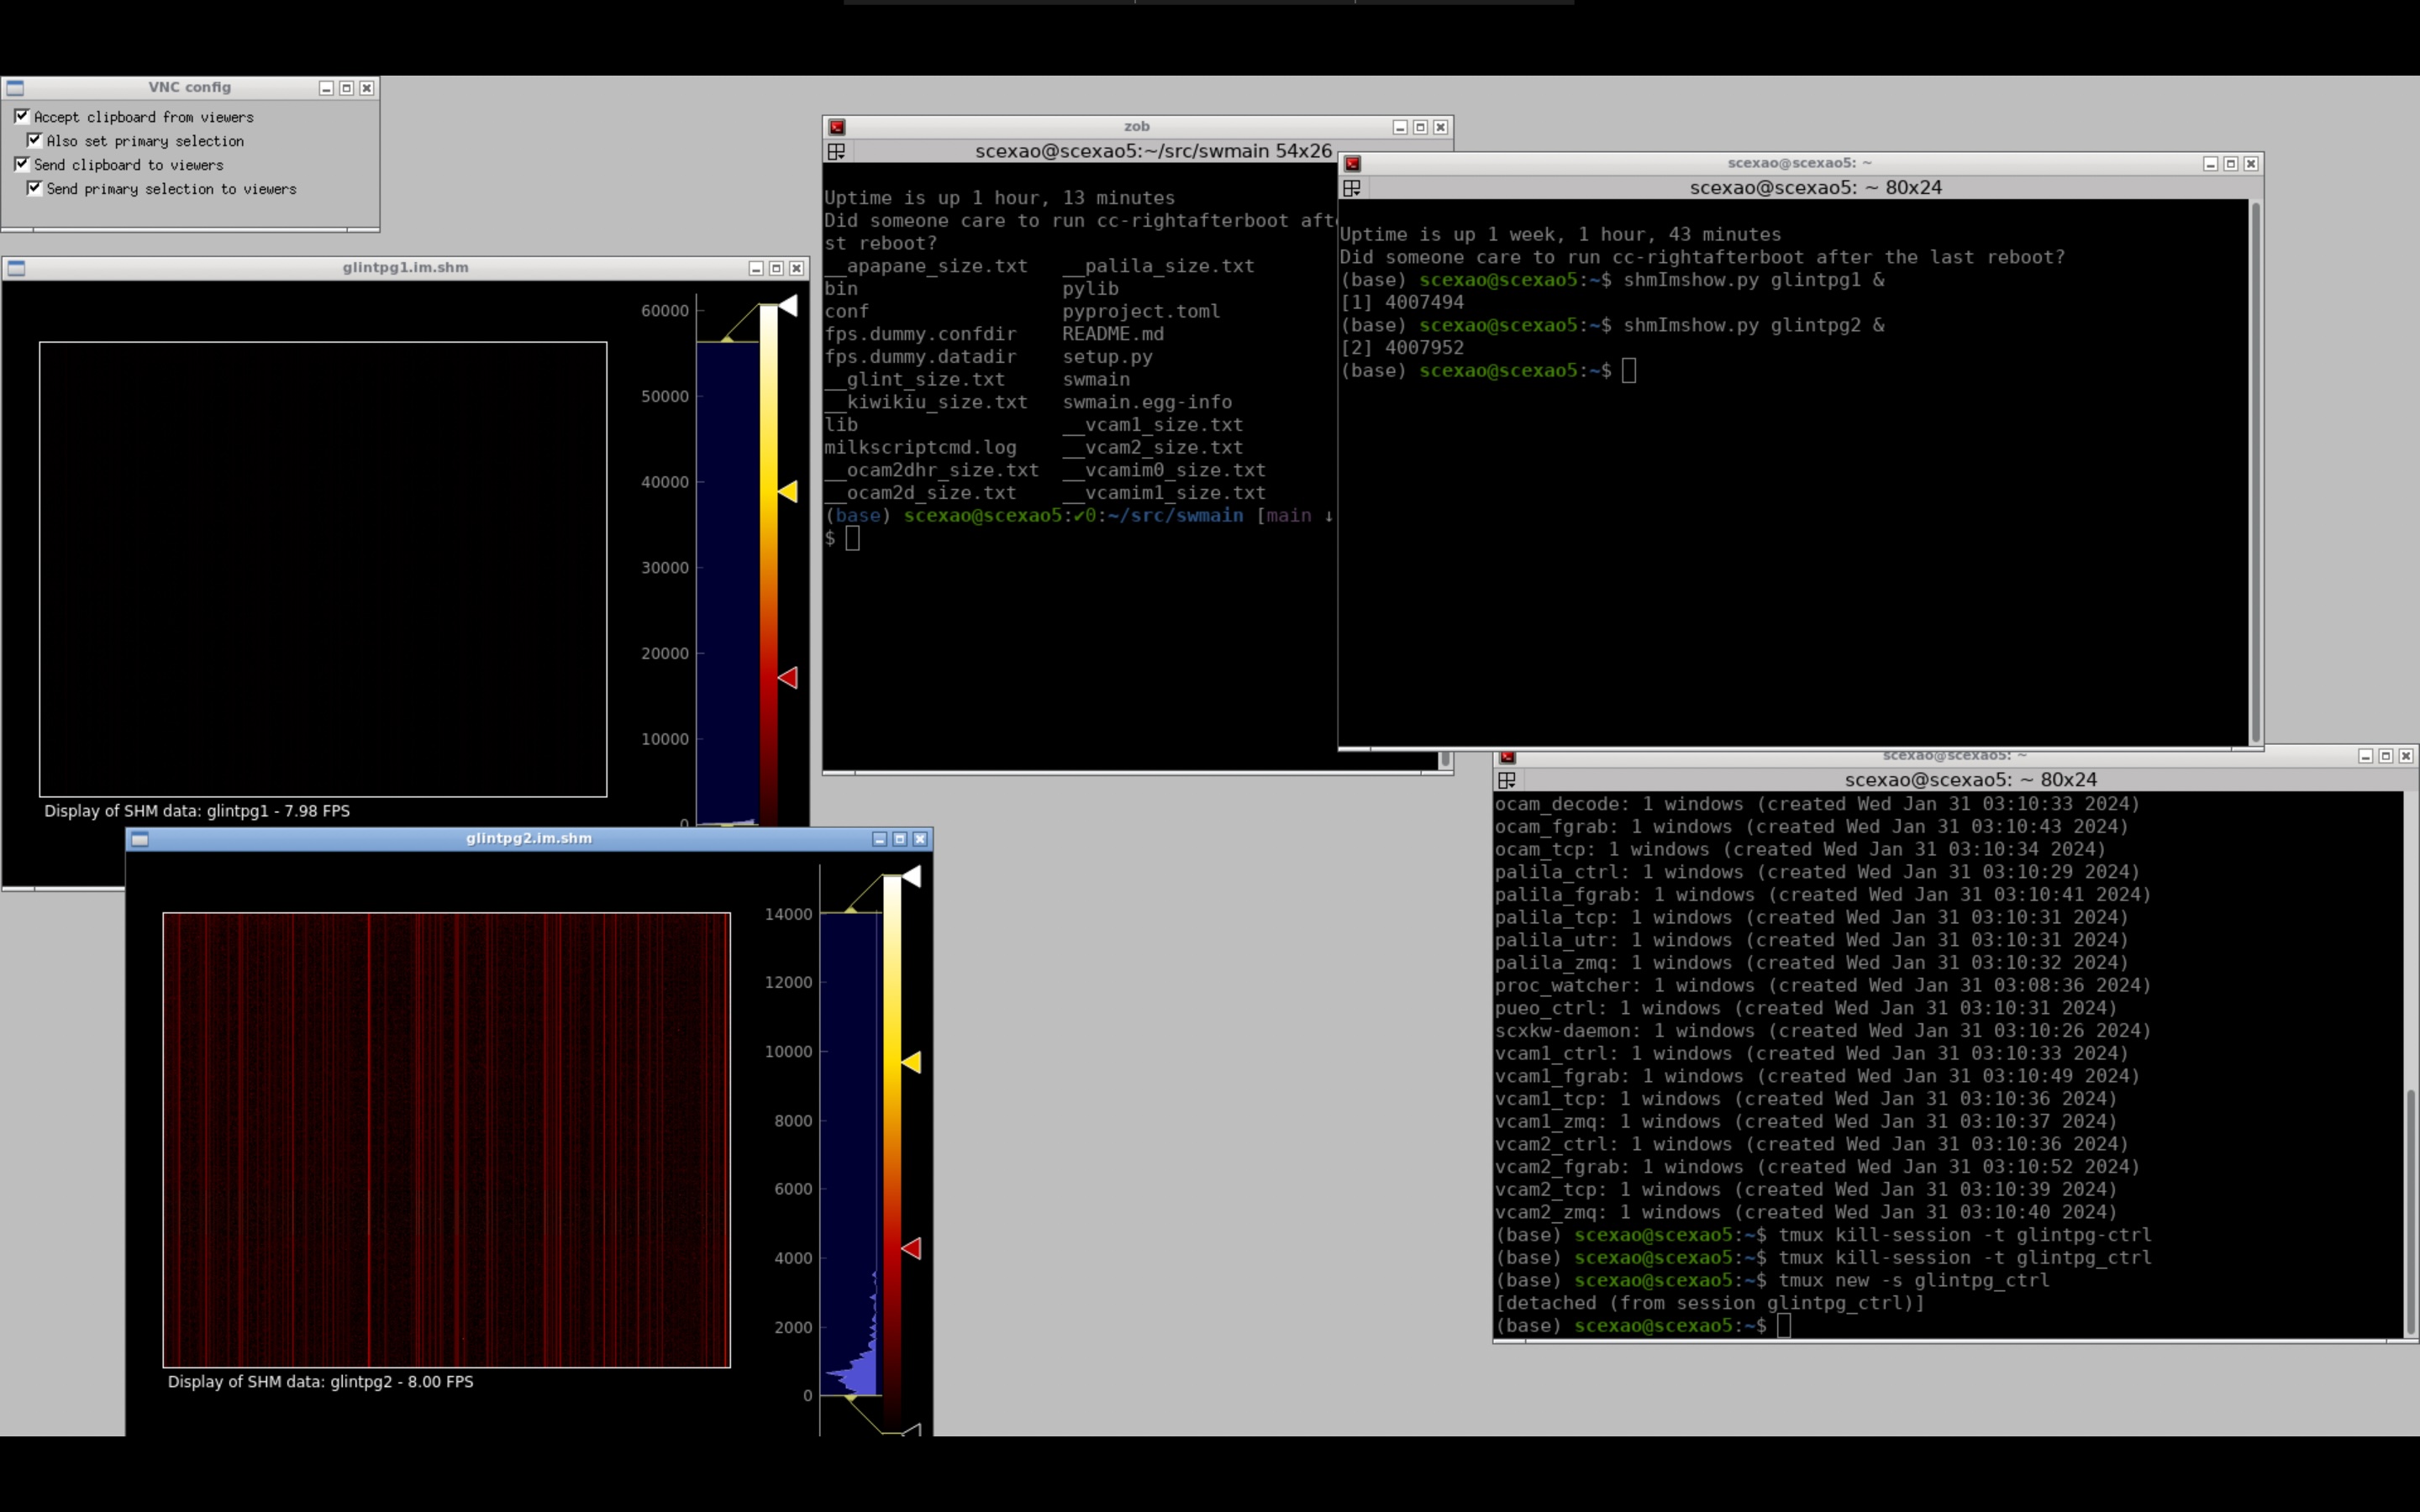 VNC config
Accept clipboard from viewers
Also set primary selection
Send clipboard to viewers
Send primary selection to viewers
glintpg1.im.shm
60000
50000
40000
30000
20000
10000
0
Display of SHM data: glintpg1 - 7.98 FPS
glintpg2.im.shm
14000
12000
10000
8000
6000
4000
2000
0
Display of SHM data: glintpg2 - 8.00 FPS
zob
scexao@scexao5:~/src/swmain 54x26
Uptime is up 1 hour, 13 minutes
Did someone care to run cc-rightafterboot afte
st reboot?
__apapane_size.txt __palila_size.txt
bin pylib
conf pyproject.toml
fps.dummy.confdir README.md
fps.dummy.datadir setup.py
__glint_size.txt swmain
__kiwikiu_size.txt swmain.egg-info
lib __vcam1_size.txt
milkscriptcmd.log __vcam2_size.txt
__ocam2dhr_size.txt __vcamim0_size.txt
__ocam2d_size.txt __vcamim1_size.txt
(base) scexao@scexao5:✔0:~/src/swmain [main ↓
$
scexao@scexao5: ~
scexao@scexao5: ~ 80x24
Uptime is up 1 week, 1 hour, 43 minutes
Did someone care to run cc-rightafterboot after the last reboot?
(base) scexao@scexao5:~$ shmImshow.py glintpg1 &
[1] 4007494
(base) scexao@scexao5:~$ shmImshow.py glintpg2 &
[2] 4007952
(base) scexao@scexao5:~$
scexao@scexao5: ~
scexao@scexao5: ~ 80x24
ocam_decode: 1 windows (created Wed Jan 31 03:10:33 2024)
ocam_fgrab: 1 windows (created Wed Jan 31 03:10:43 2024)
ocam_tcp: 1 windows (created Wed Jan 31 03:10:34 2024)
palila_ctrl: 1 windows (created Wed Jan 31 03:10:29 2024)
palila_fgrab: 1 windows (created Wed Jan 31 03:10:41 2024)
palila_tcp: 1 windows (created Wed Jan 31 03:10:31 2024)
palila_utr: 1 windows (created Wed Jan 31 03:10:31 2024)
palila_zmq: 1 windows (created Wed Jan 31 03:10:32 2024)
proc_watcher: 1 windows (created Wed Jan 31 03:08:36 2024)
pueo_ctrl: 1 windows (created Wed Jan 31 03:10:31 2024)
scxkw-daemon: 1 windows (created Wed Jan 31 03:10:26 2024)
vcam1_ctrl: 1 windows (created Wed Jan 31 03:10:33 2024)
vcam1_fgrab: 1 windows (created Wed Jan 31 03:10:49 2024)
vcam1_tcp: 1 windows (created Wed Jan 31 03:10:36 2024)
vcam1_zmq: 1 windows (created Wed Jan 31 03:10:37 2024)
vcam2_ctrl: 1 windows (created Wed Jan 31 03:10:36 2024)
vcam2_fgrab: 1 windows (created Wed Jan 31 03:10:52 2024)
vcam2_tcp: 1 windows (created Wed Jan 31 03:10:39 2024)
vcam2_zmq: 1 windows (created Wed Jan 31 03:10:40 2024)
(base) scexao@scexao5:~$ tmux kill-session -t glintpg-ctrl
(base) scexao@scexao5:~$ tmux kill-session -t glintpg_ctrl
(base) scexao@scexao5:~$ tmux new -s glintpg_ctrl
[detached (from session glintpg_ctrl)]
(base) scexao@scexao5:~$